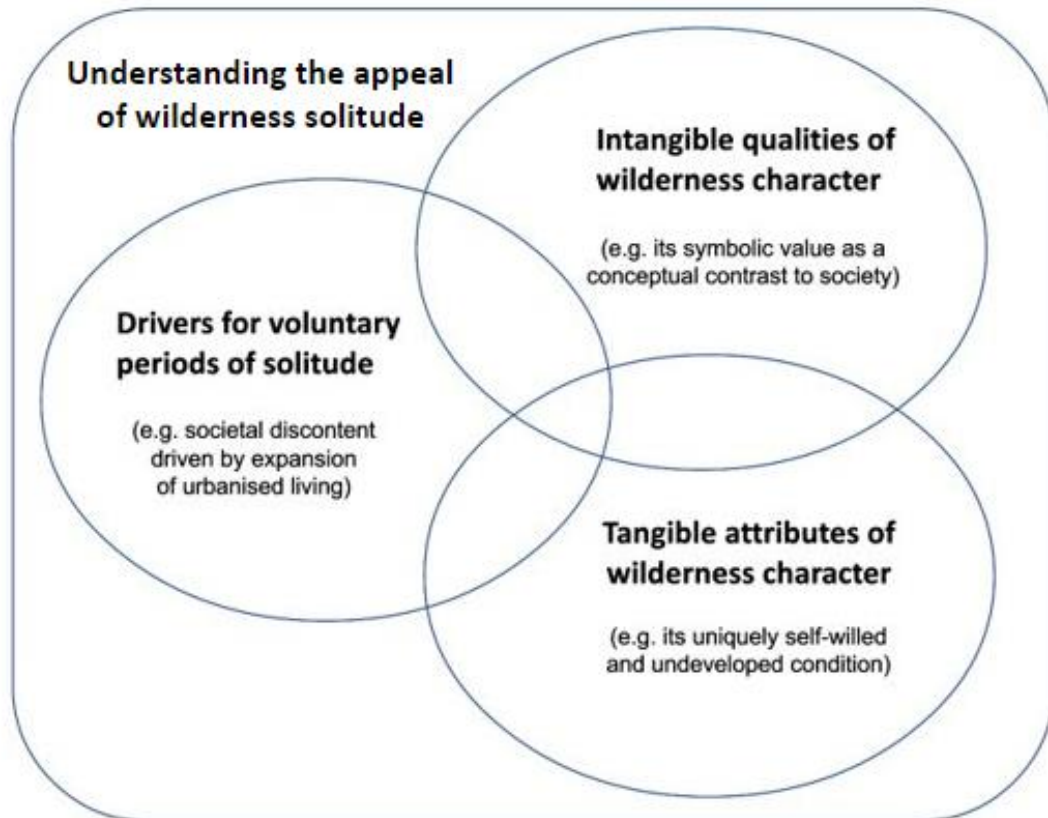 Understanding the appeal
of wilderness solitude
Intangible qualities of
wilderness character
(e.g. its symbolic value as a
conceptual contrast to society)
Drivers for voluntary
periods of solitude
(e.g. societal discontent
driven by expansion
of urbanised living)
Tangible attributes of
wilderness character
(e.g. its uniquely self-willed
and undeveloped condition)